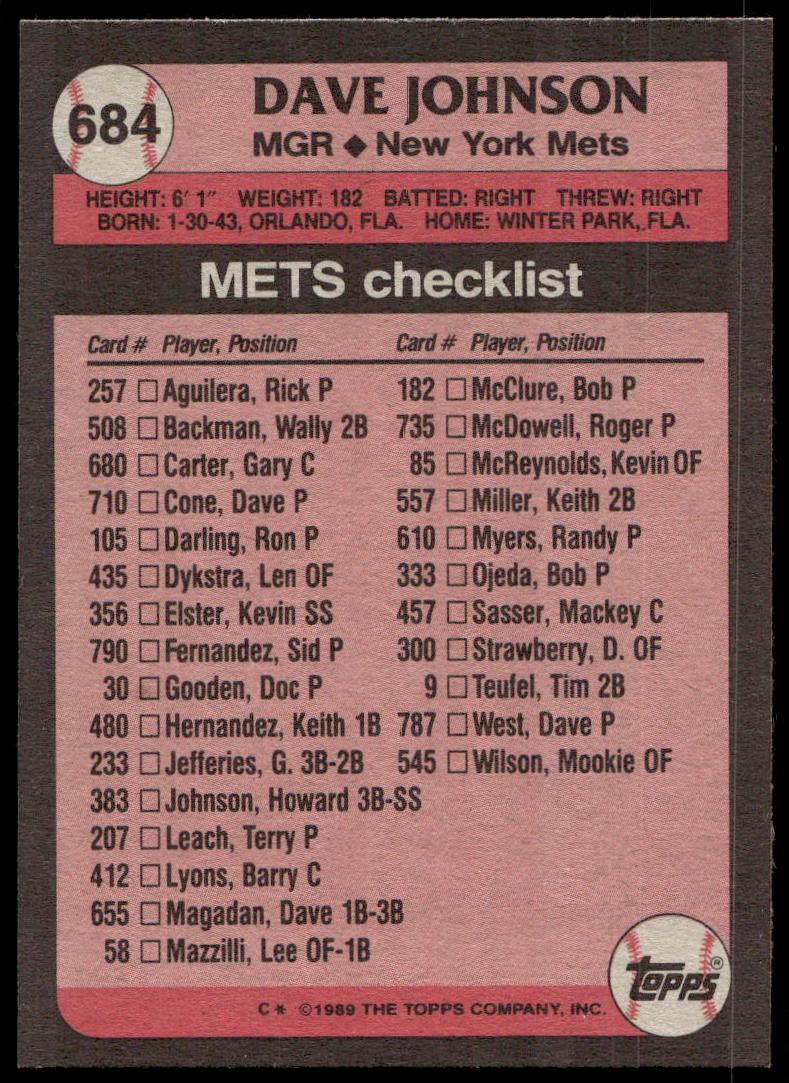 684
DAVE JOHNSON
MGR ◆ New York Mets
HEIGHT: 6' 1" WEIGHT: 182 BATTED: RIGHT THREW: RIGHT
BORN: 1-30-43, ORLANDO, FLA. HOME: WINTER PARK, FLA.
METS checklist
Card # Player, Position
257 □ Aguilera, Rick P
508 □ Backman, Wally 2B
680 □ Carter, Gary C
710 □ Cone, Dave P
105 □ Darling, Ron P
435 □ Dykstra, Len OF
356 □ Elster, Kevin SS
790 □ Fernandez, Sid P
30 □ Gooden, Doc P
480 □ Hernandez, Keith 1B
233 □ Jefferies, G. 3B-2B
383 □ Johnson, Howard 3B-SS
207 □ Leach, Terry P
412 □ Lyons, Barry C
655 □ Magadan, Dave 1B-3B
58 □ Mazzilli, Lee OF-1B
Card # Player, Position
182 □ McClure, Bob P
735 □ McDowell, Roger P
85 □ McReynolds, Kevin OF
557 □ Miller, Keith 2B
610 □ Myers, Randy P
333 □ Ojeda, Bob P
457 □ Sasser, Mackey C
300 □ Strawberry, D. OF
9 □ Teufel, Tim 2B
787 □ West, Dave P
545 □ Wilson, Mookie OF
topps®
C* ©1989 THE TOPPS COMPANY, INC.